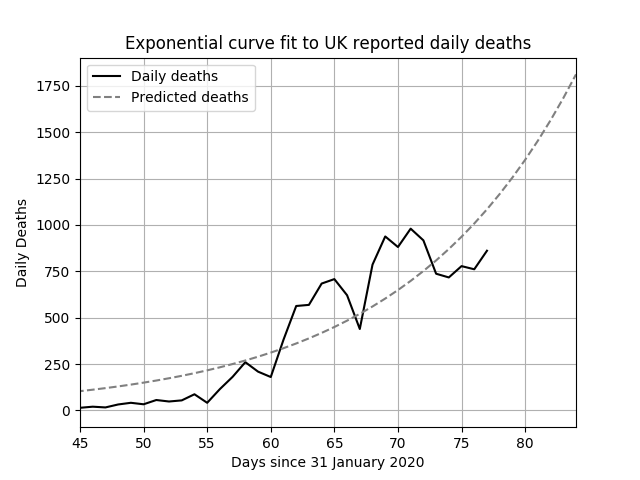 Exponential curve fit to UK reported daily deaths
Daily deaths
Predicted deaths
1750
1500
1250
1000
750
500
250
0
Daily Deaths
45 50 55 60 65 70 75 80
Days since 31 January 2020